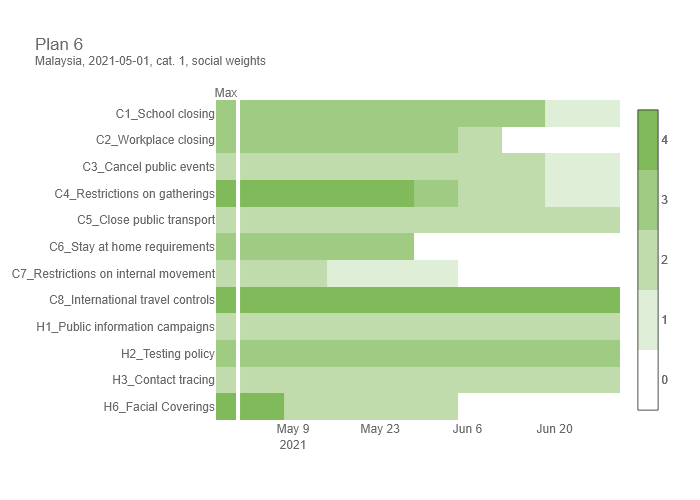 Plan 6
Malaysia, 2021-05-01, cat. 1, social weights
Max
C1_School closing
C2_Workplace closing
C3_Cancel public events
C4_Restrictions on gatherings
C5_Close public transport
C6_Stay at home requirements
C7_Restrictions on internal movement
C8_International travel controls
H1_Public information campaigns
H2_Testing policy
H3_Contact tracing
H6_Facial Coverings
May 9
2021
May 23
Jun 6
Jun 20
4
3
2
1
0